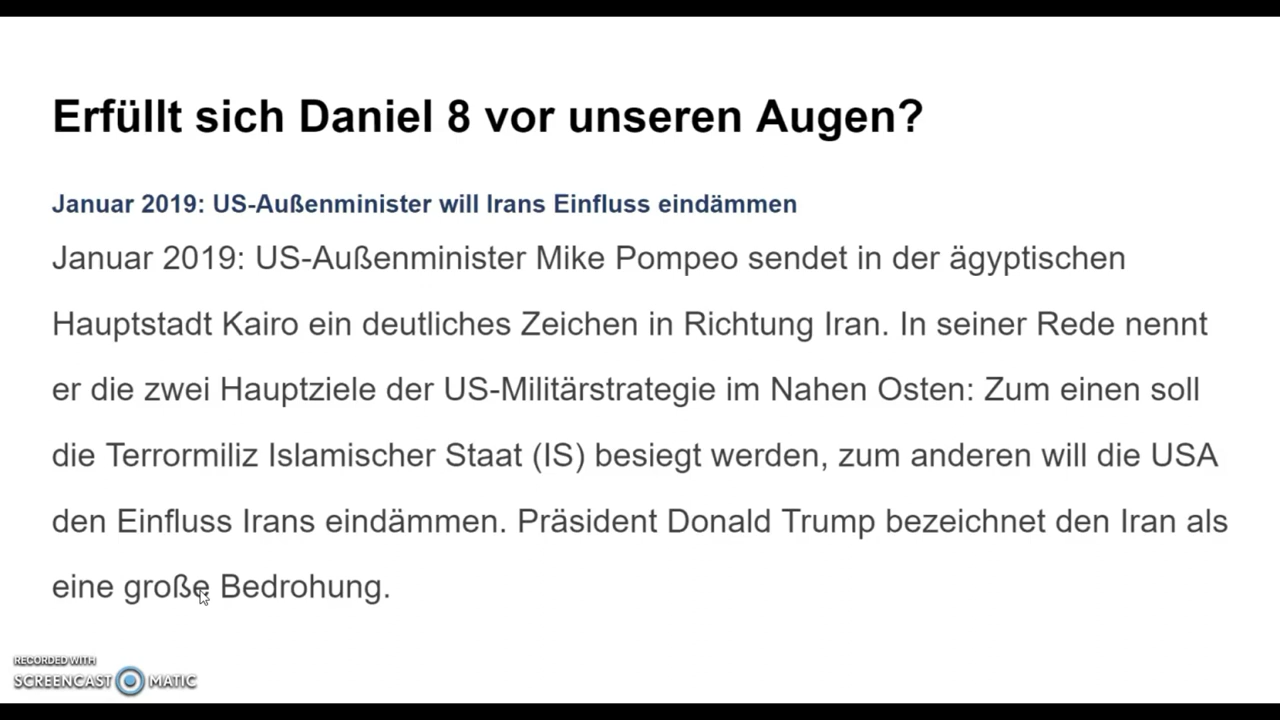 Erfüllt sich Daniel 8 vor unseren Augen?
Januar 2019: US-Außenminister will Irans Einfluss eindämmen
Januar 2019: US-Außenminister Mike Pompeo sendet in der ägyptischen
Hauptstadt Kairo ein deutliches Zeichen in Richtung Iran. In seiner Rede nennt
er die zwei Hauptziele der US-Militärstrategie im Nahen Osten: Zum einen soll
die Terrormiliz Islamischer Staat (IS) besiegt werden, zum anderen will die USA
den Einfluss Irans eindämmen. Präsident Donald Trump bezeichnet den Iran als
eine große Bedrohung.
RECORDED WITH
SCREENCAST MATIC